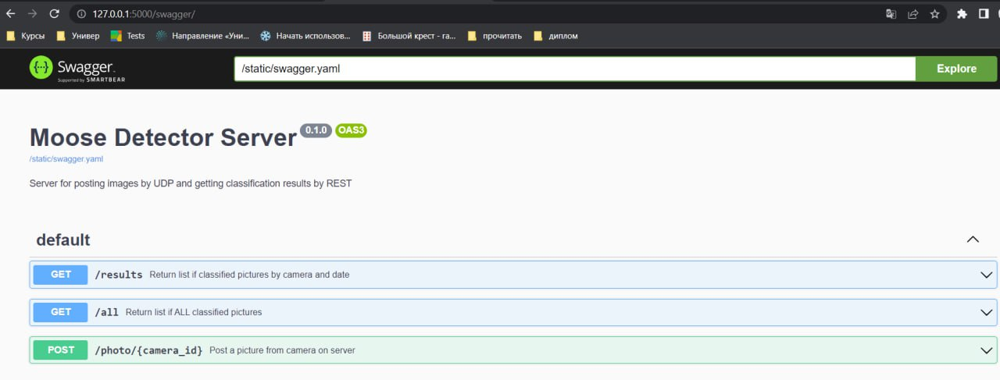 127.0.0.1:5000/swagger/
Курсы Универ Tests Направление «Уни... Начать использов... Большой крест - га... прочитать диплом
{··} Swagger. /static/swagger.yaml Explore
Supported by SMARTBEAR
Moose Detector Server 0.1.0 OAS3
/static/swagger.yaml
Server for posting images by UDP and getting classification results by REST
default
GET /results Return list if classified pictures by camera and date
GET /all Return list if ALL classified pictures
POST /photo/{camera_id} Post a picture from camera on server